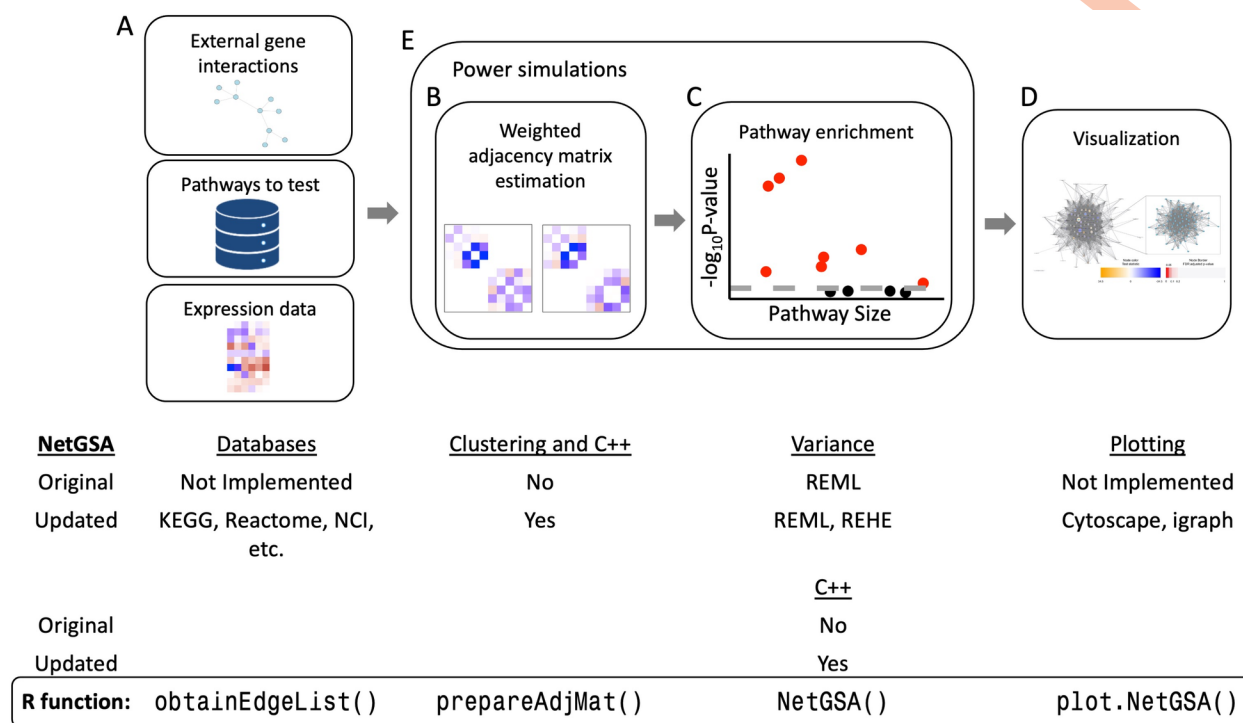 A
External gene
interactions
Pathways to test
Expression data
E
Power simulations
B
Weighted
adjacency matrix
estimation
C
Pathway enrichment
-log10P-value
Pathway Size
D
Visualization
NetGSA Databases Clustering and C++ Variance Plotting
Original Not Implemented No REML Not Implemented
Updated KEGG, Reactome, NCI, Yes REML, REHE Cytoscape, igraph
etc.
C++
Original No
Updated Yes
R function: obtainEdgeList() prepareAdjMat() NetGSA() plot.NetGSA()